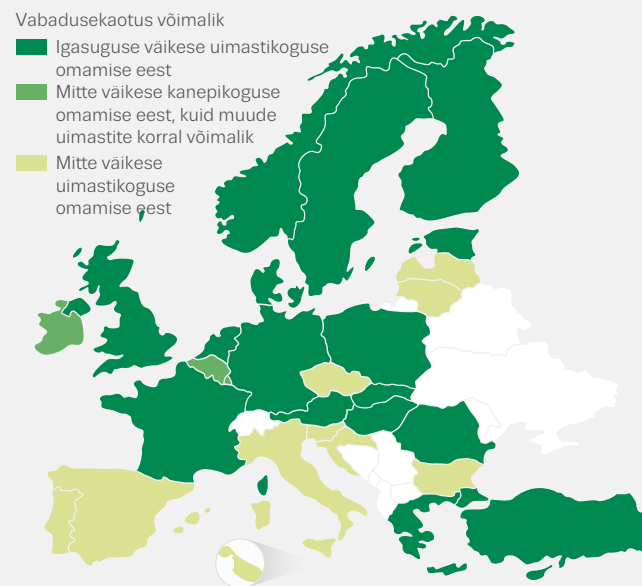 Vabadusekaotus võimalik
Igasuguse väikese uimastikoguse
omamise eest
Mitte väikese kanepikoguse
omamise eest, kuid muude
uimastite korral võimalik
Mitte väikese
uimastikoguse
omamise eest